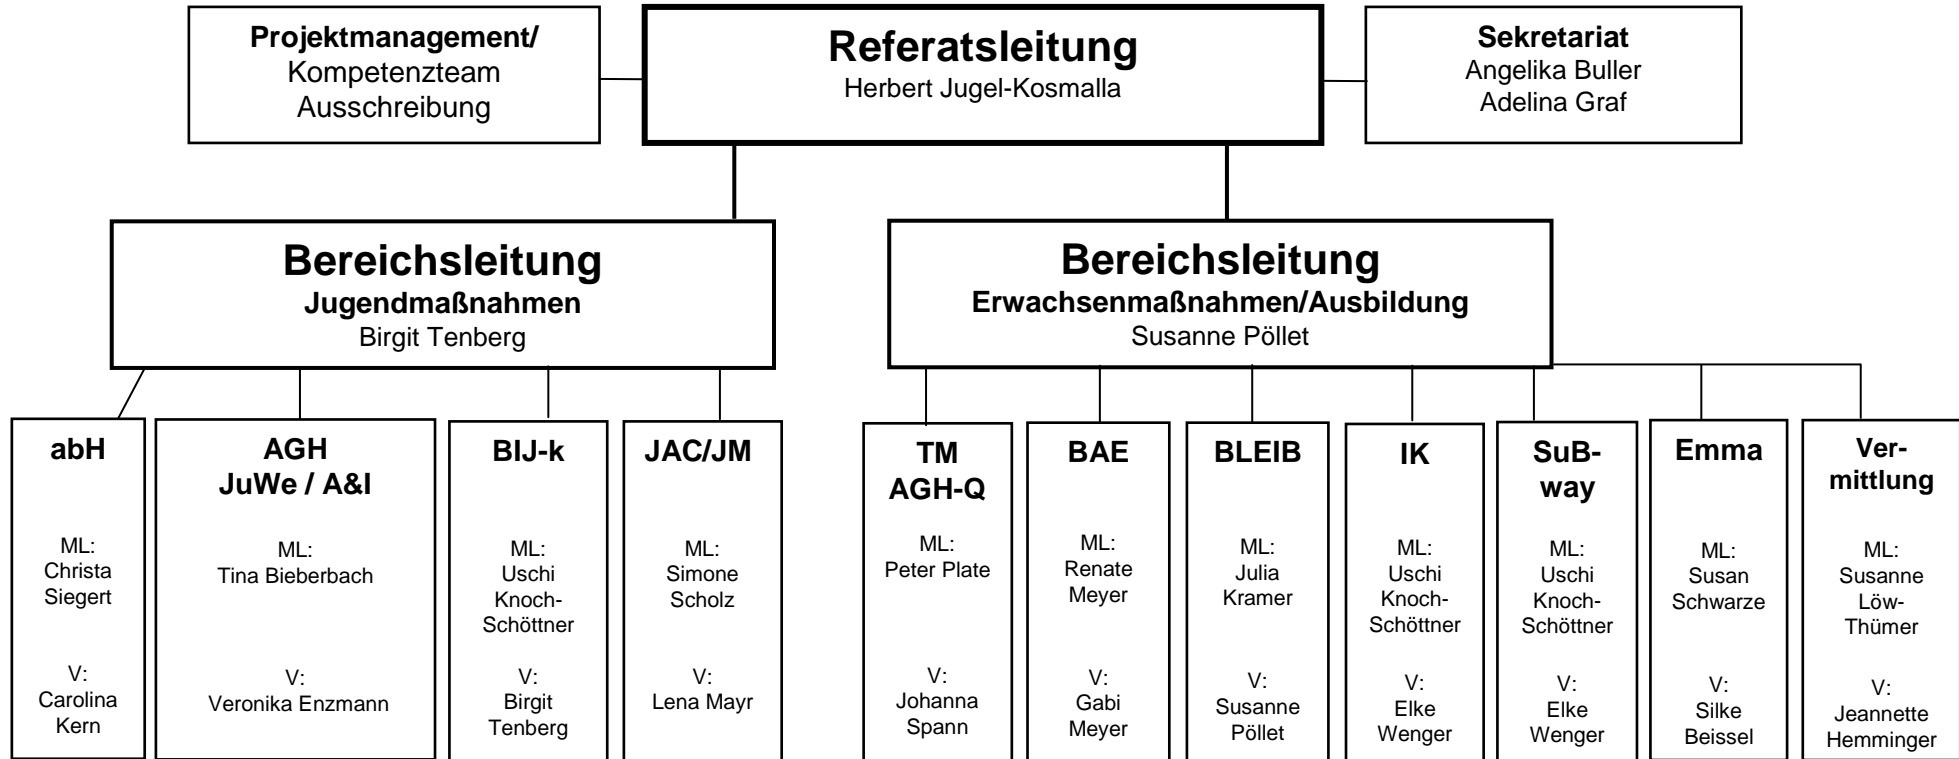 Projektmanagement/
Kompetenzteam
Ausschreibung
Referatsleitung
Herbert Jugel-Kosmalla
Sekretariat
Angelika Buller
Adelina Graf
Bereichsleitung
Jugendmaßnahmen
Birgit Tenberg
Bereichsleitung
Erwachsenmaßnahmen/Ausbildung
Susanne Pöllet
abH
ML:
Christa
Siegert
V:
Carolina
Kern
AGH
JuWe / A&I
ML:
Tina Bieberbach
V:
Veronika Enzmann
BIJ-k
ML:
Uschi
Knoch-
Schöttner
V:
Birgit
Tenberg
JAC/JM
ML:
Simone
Scholz
V:
Lena Mayr
TM
AGH-Q
ML:
Peter Plate
V:
Johanna
Spann
BAE
ML:
Renate
Meyer
V:
Gabi
Meyer
BLEIB
ML:
Julia
Kramer
V:
Susanne
Pöllet
IK
ML:
Uschi
Knoch-
Schöttner
V:
Elke
Wenger
SuB-
way
ML:
Uschi
Knoch-
Schöttner
V:
Elke
Wenger
Emma
ML:
Susan
Schwarze
V:
Silke
Beissel
Ver-
mittlung
ML:
Susanne
Löw-
Thümer
V:
Jeannette
Hemminger